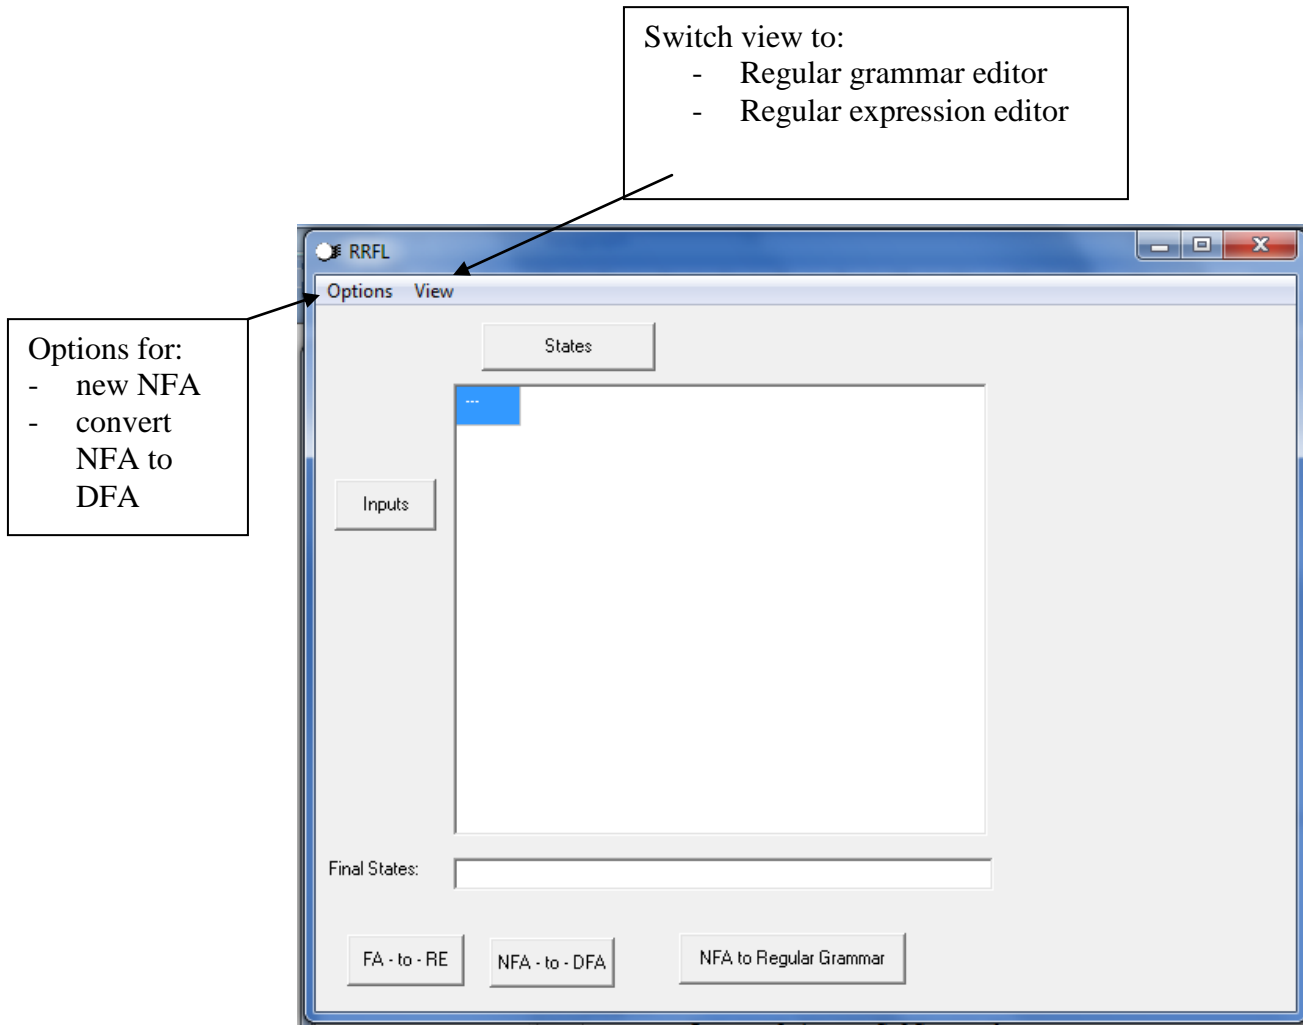 Switch view to:
- Regular grammar editor
- Regular expression editor
RRFL
Options View
Options for:
- new NFA
- convert
NFA to
DFA
States
---
Inputs
Final States:
FA - to - RE
NFA - to - DFA
NFA to Regular Grammar